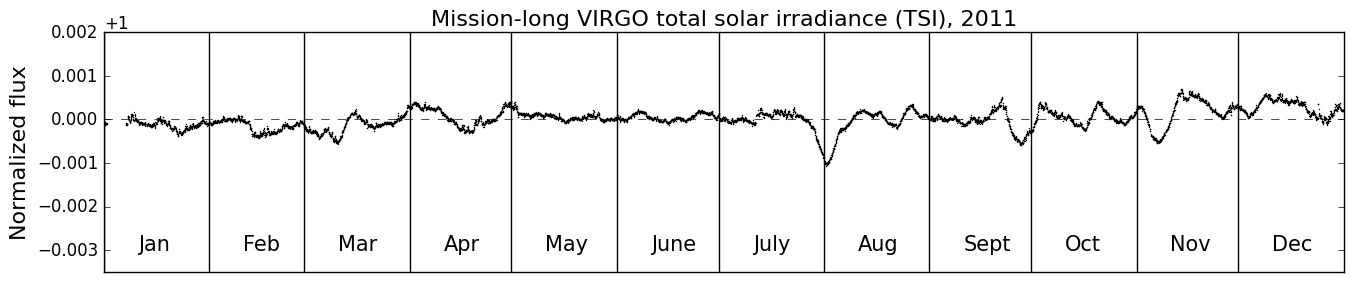 Mission-long VIRGO total solar irradiance (TSI), 2011
+1
0.002
0.001
0.000
−0.001
−0.002
−0.003
Normalized flux
Jan Feb Mar Apr May June July Aug Sept Oct Nov Dec